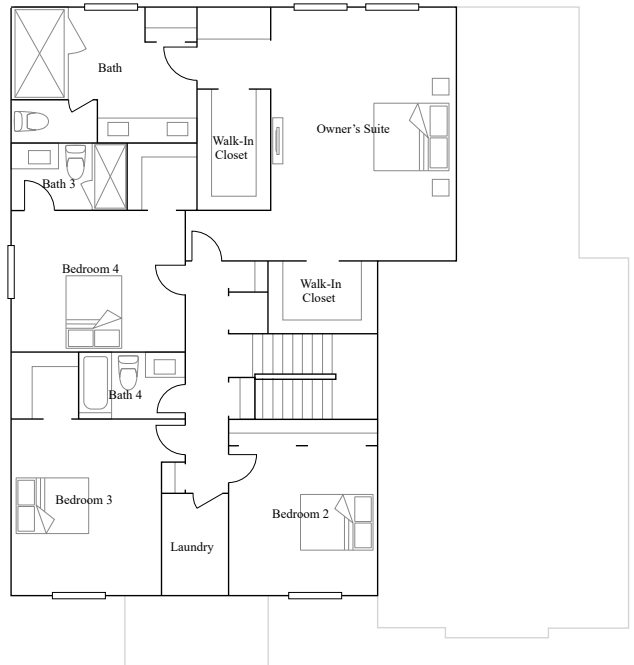 Bath
Owner's Suite
Walk-In
Closet
Bath 3
Bedroom 4
Walk-In
Closet
Bath 4
Bedroom 3
Bedroom 2
Laundry